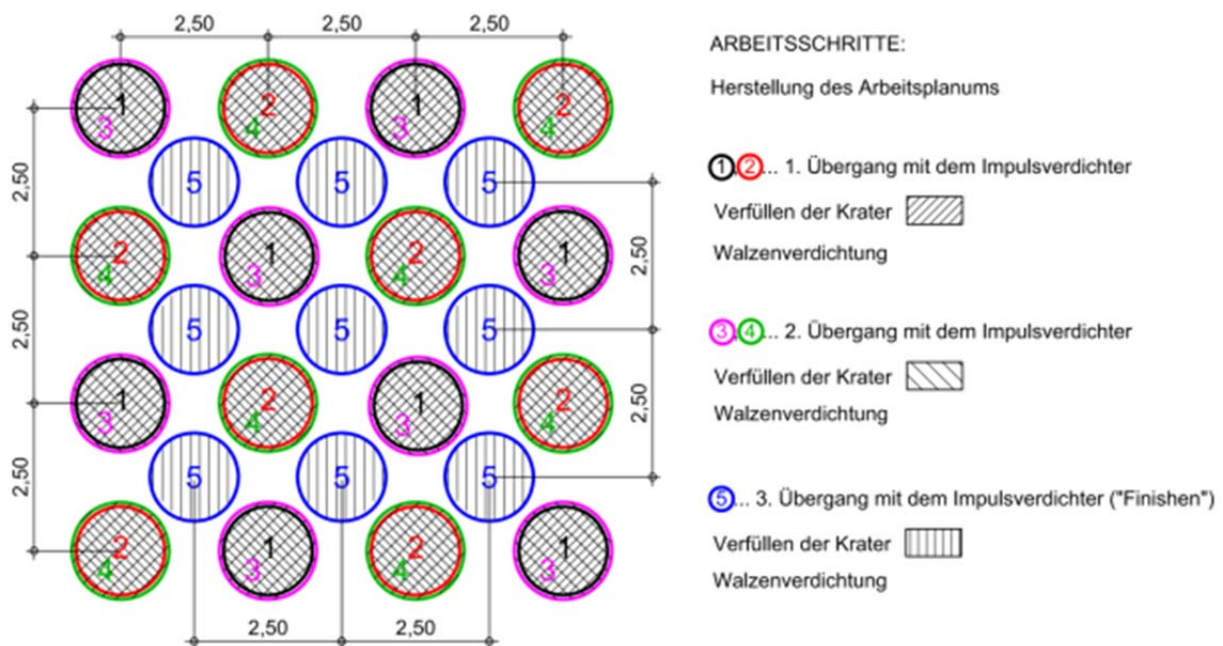 2,50 2,50 2,50
ARBEITSSCHRITTE:
Herstellung des Arbeitsplanums
1 3 2 4 1 3 2 4
2,50
5 5 5
1 2... 1. Übergang mit dem Impulsverdichter
Verfüllen der Krater
Walzenverdichtung
2 4 1 3 2 4 1 3
2,50
2,50
5 5 5
3 4... 2. Übergang mit dem Impulsverdichter
Verfüllen der Krater
Walzenverdichtung
1 3 2 4 1 3 2 4
2,50
2,50
5 5 5
5... 3. Übergang mit dem Impulsverdichter ("Finishen")
Verfüllen der Krater
Walzenverdichtung
2 4 1 3 2 4 1 3
2,50 2,50